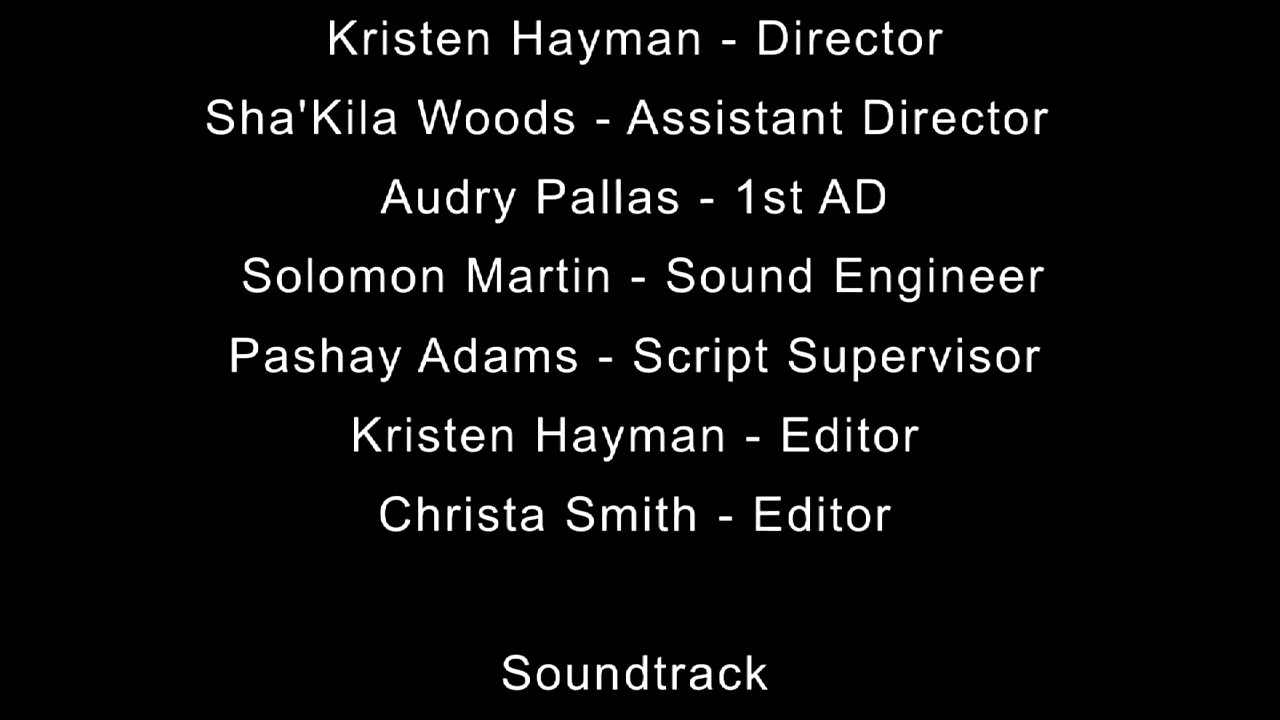 Kristen Hayman - Director
Sha'Kila Woods - Assistant Director
Audry Pallas - 1st AD
Solomon Martin - Sound Engineer
Pashay Adams - Script Supervisor
Kristen Hayman - Editor
Christa Smith - Editor
Soundtrack